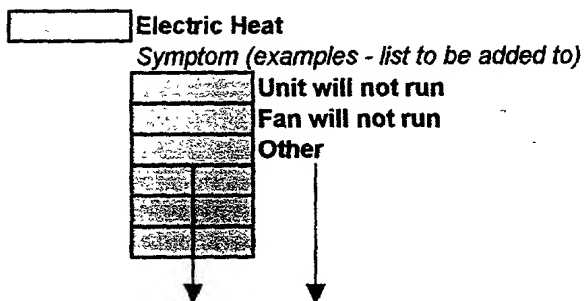 Electric Heat
Symptom (examples - list to be added to)
Unit will not run
Fan will not run
Other